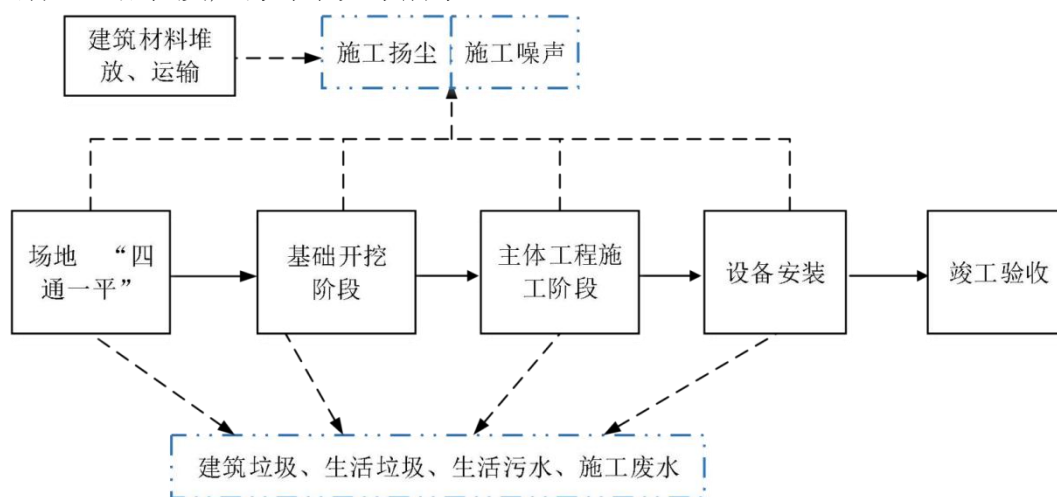 建筑材料堆
放、运输
施工扬尘
施工噪声
场地 “四
通一平”
基础开挖
阶段
主体工程施
工阶段
设备安装
竣工验收
建筑垃圾、生活垃圾、生活污水、施工废水